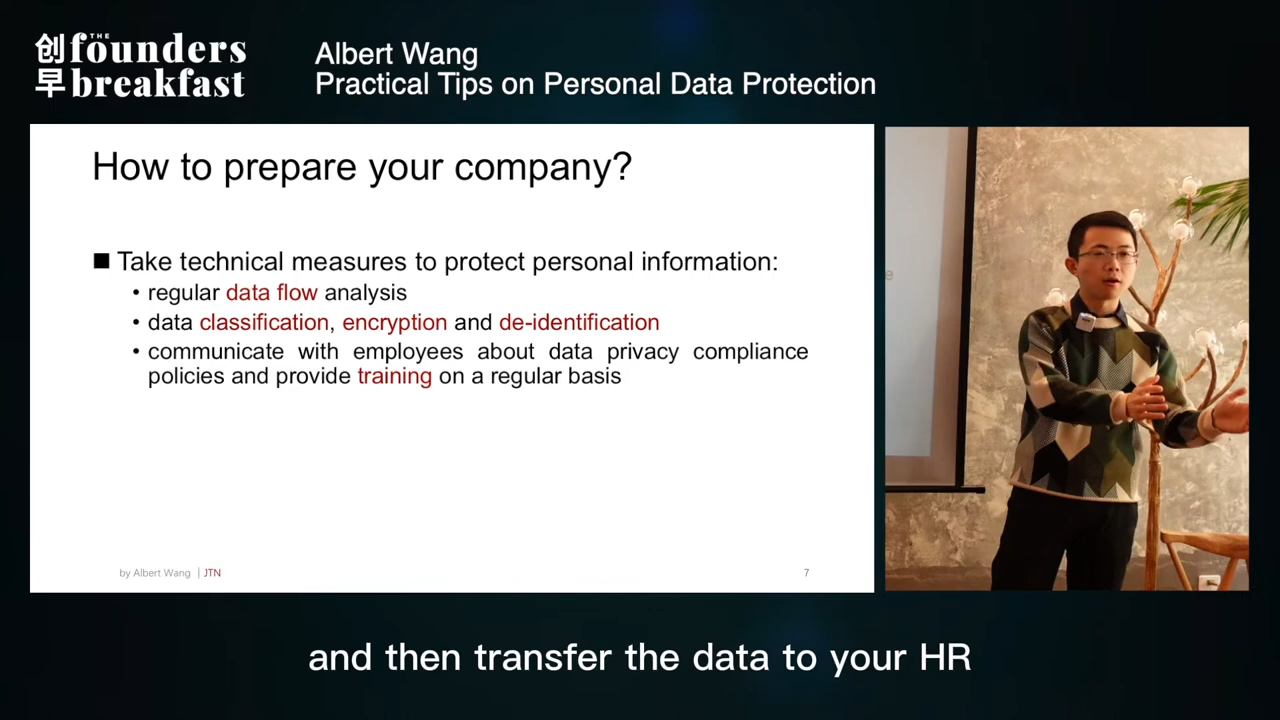 创 THE founders
早 breakfast
Albert Wang
Practical Tips on Personal Data Protection
How to prepare your company?
■ Take technical measures to protect personal information:
• regular data flow analysis
• data classification, encryption and de-identification
• communicate with employees about data privacy compliance
policies and provide training on a regular basis
by Albert Wang | JTN
7
e
and then transfer the data to your HR